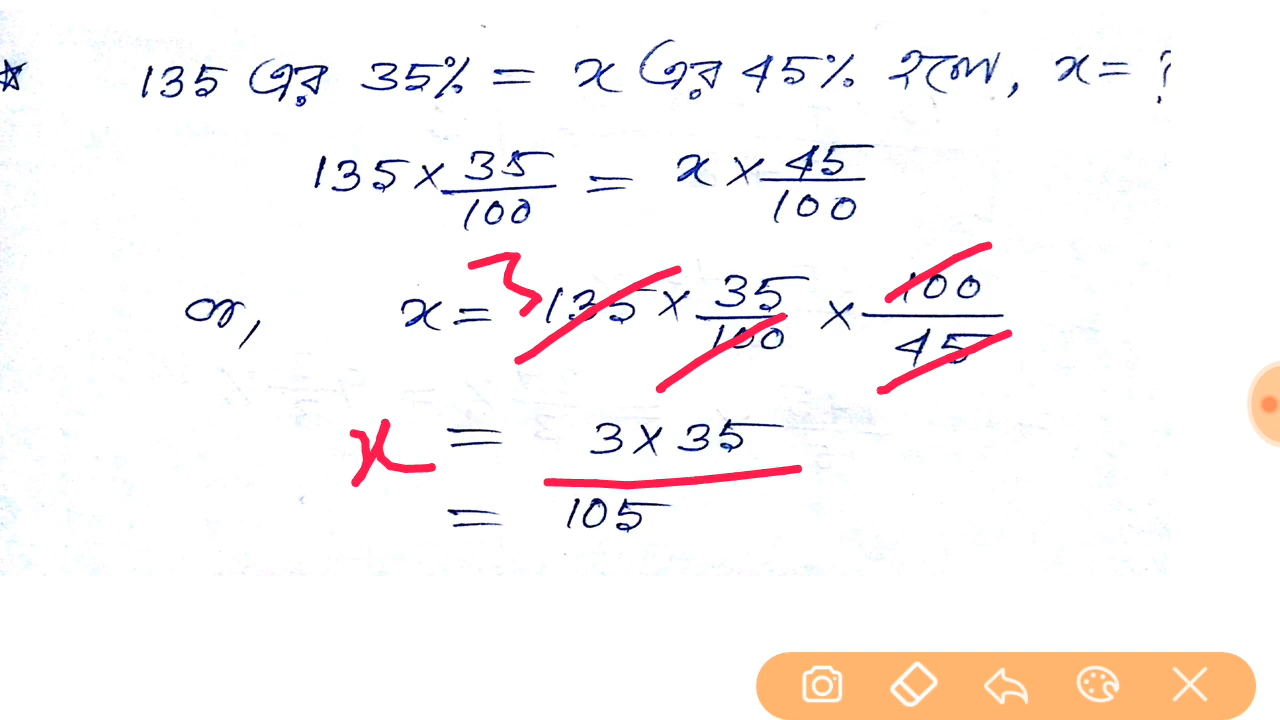 ☆ 135 এর 35% = x এর 45% হলে, x = ?
135 × 35/100 = x × 45/100
or, x = 3 135 × 35/100 × 100/45
x = 3 × 35
= 105